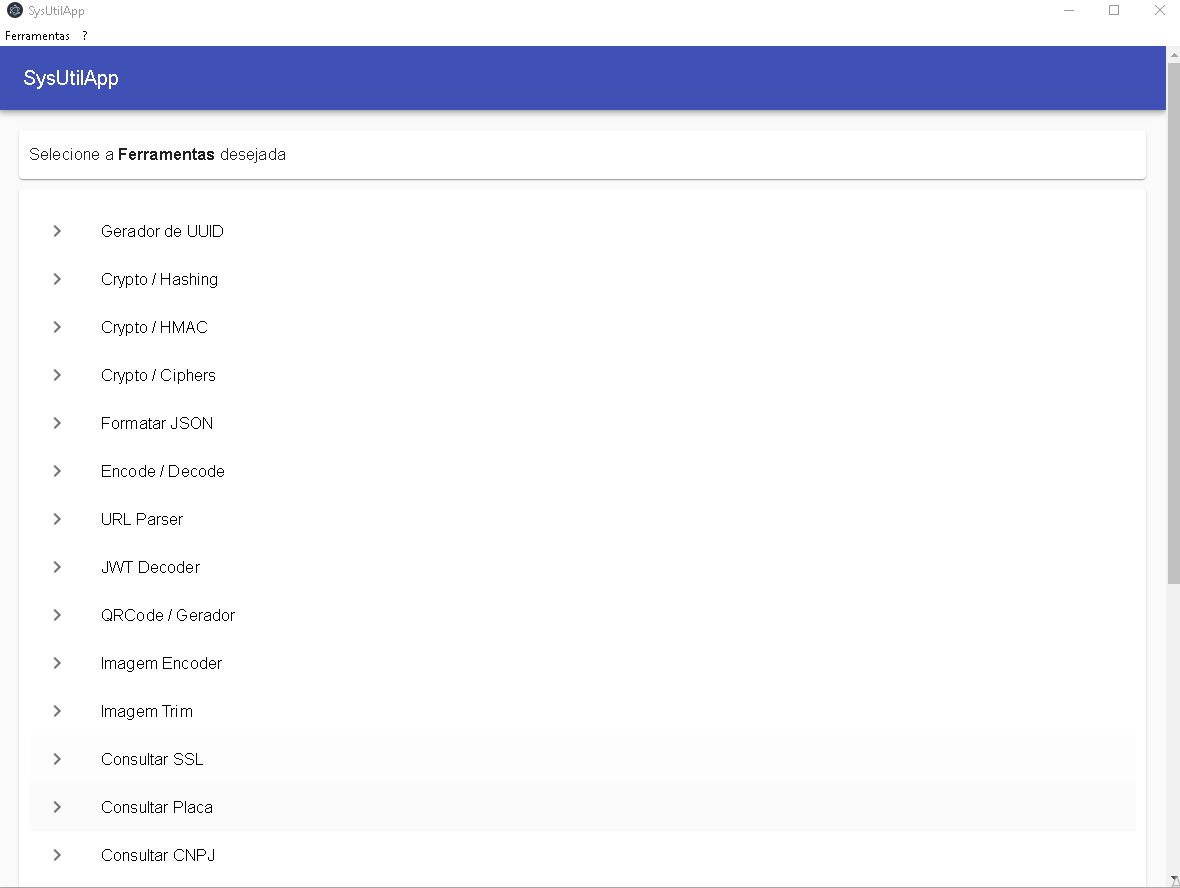 SysUtilApp
Ferramentas ?
SysUtilApp
Selecione a Ferramentas desejada
Gerador de UUID
Crypto / Hashing
Crypto / HMAC
Crypto / Ciphers
Formatar JSON
Encode / Decode
URL Parser
JWT Decoder
QRCode / Gerador
Imagem Encoder
Imagem Trim
Consultar SSL
Consultar Placa
Consultar CNPJ